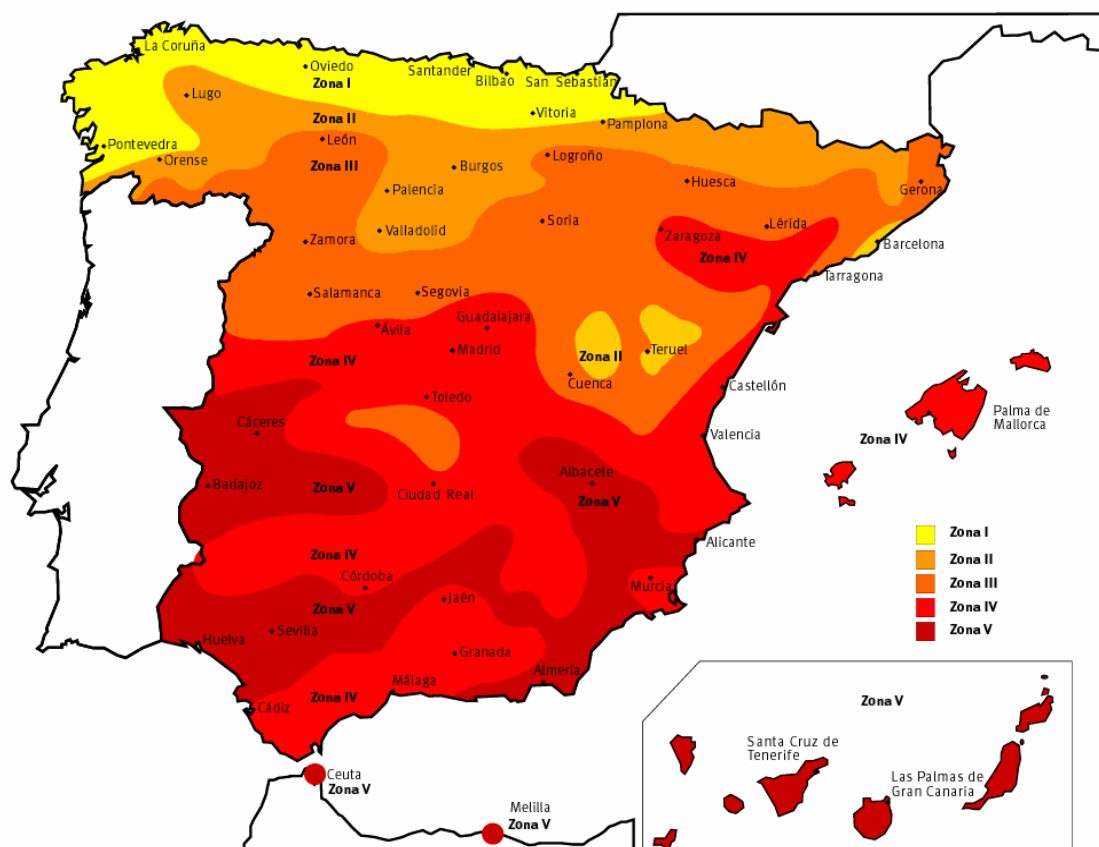 La Coruña
Oviedo
Santander
Bilbao
San Sebastián
Zona I
Lugo
Vitoria
Zona II
Pamplona
León
Pontevedra
Orense
Zona III
Burgos
Logroño
Huesca
Gerona
Palencia
Soria
Lérida
Valladolid
Zaragoza
Zamora
Barcelona
Zona IV
Tarragona
Salamanca
Segovia
Guadalajara
Ávila
Madrid
Zona IV
Zona II
Teruel
Cuenca
Castellón
Toledo
Palma de
Mallorca
Cáceres
Valencia
Zona IV
Albacete
Badajoz
Zona V
Ciudad Real
Zona V
Alicante
Zona IV
Córdoba
Murcia
Jaén
Zona V
Sevilla
Huelva
Granada
Almería
Málaga
Zona IV
Cádiz
Ceuta
Zona V
Melilla
Zona V
Zona I
Zona II
Zona III
Zona IV
Zona V
Zona V
Santa Cruz de
Tenerife
Las Palmas de
Gran Canaria